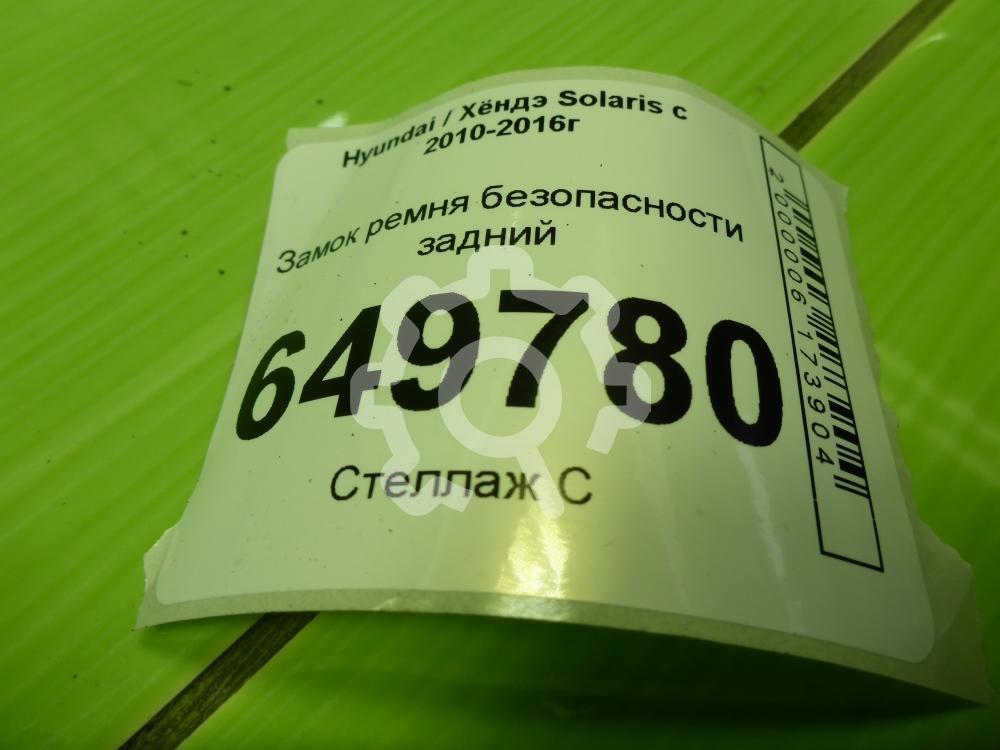 Hyundai / Хёндэ Solaris с
2010-2016г
Замок ремня безопасности
задний
649780
Стеллаж С
2000006173904